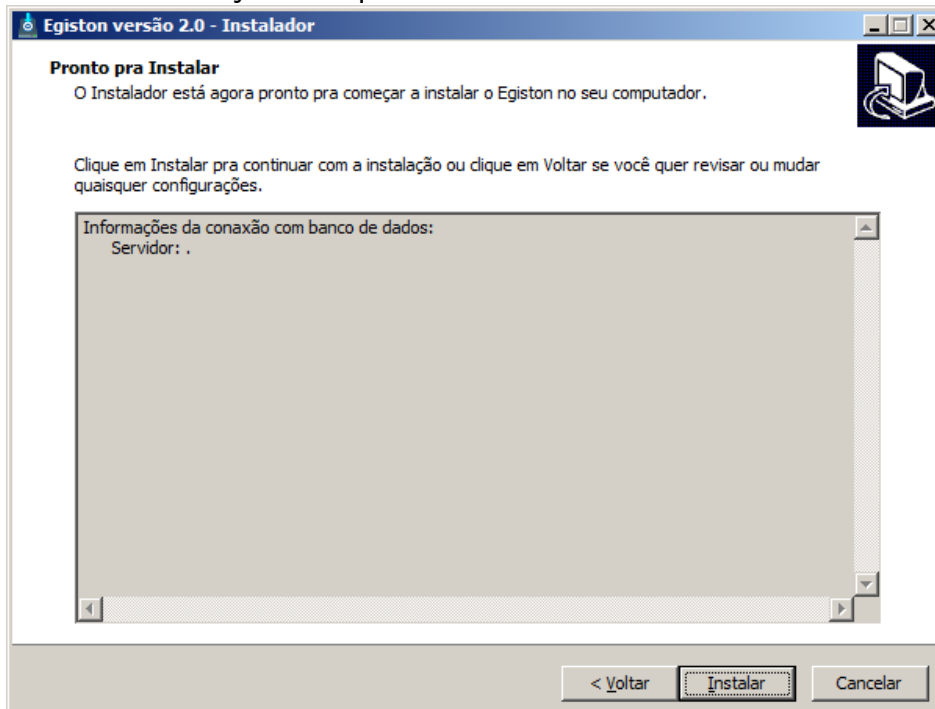 Egiston versão 2.0 - Instalador
Pronto pra Instalar
O Instalador está agora pronto pra começar a instalar o Egiston no seu computador.
Clique em Instalar pra continuar com a instalação ou clique em Voltar se você quer revisar ou mudar
quaisquer configurações.
Informações da conaxão com banco de dados:
Servidor: .
< Voltar Instalar Cancelar